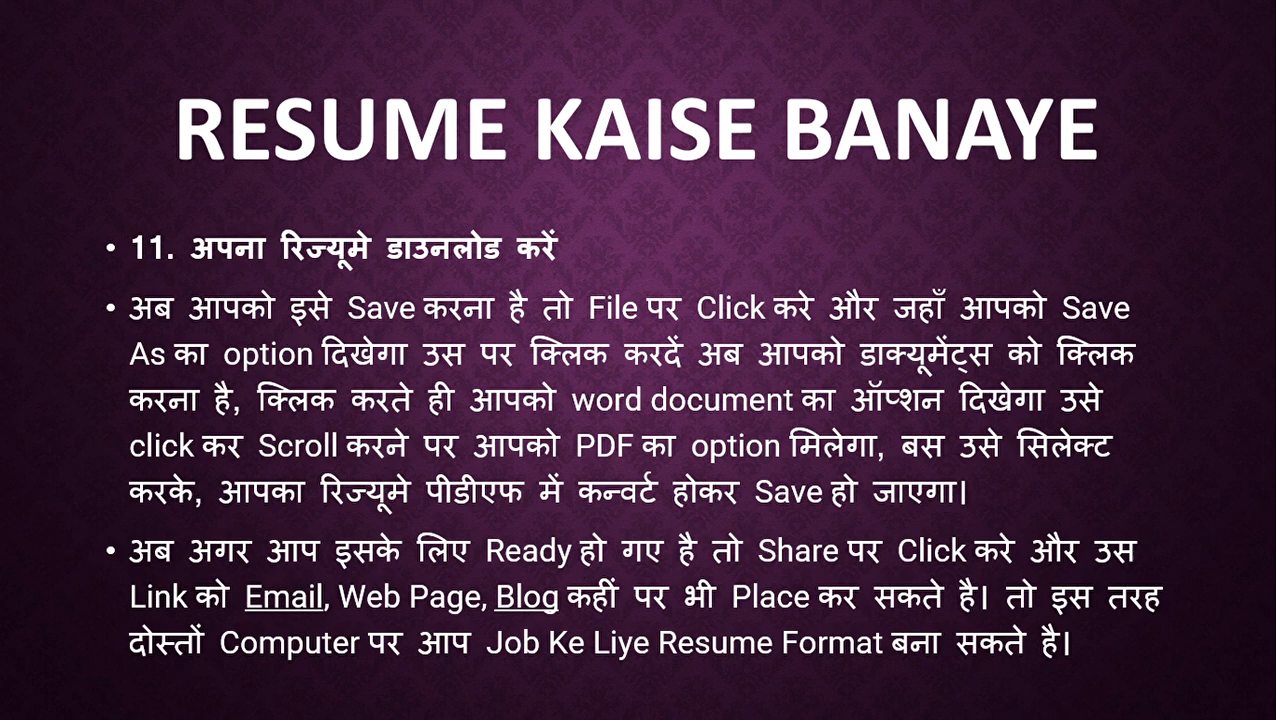 RESUME KAISE BANAYE
• 11. अपना रिज्यूमे डाउनलोड करें
• अब आपको इसे Save करना है तो File पर Click करे और जहाँ आपको Save
As का option दिखेगा उस पर क्लिक करदें अब आपको डाक्यूमेंट्स को क्लिक
करना है, क्लिक करते ही आपको word document का ऑप्शन दिखेगा उसे
click कर Scroll करने पर आपको PDF का option मिलेगा, बस उसे सिलेक्ट
करके, आपका रिज्यूमे पीडीएफ में कन्वर्ट होकर Save हो जाएगा।
• अब अगर आप इसके लिए Ready हो गए है तो Share पर Click करे और उस
Link को Email, Web Page, Blog कहीं पर भी Place कर सकते है। तो इस तरह
दोस्तों Computer पर आप Job Ke Liye Resume Format बना सकते है।